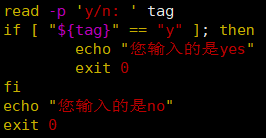 read -p 'y/n: ' tag
if [ "${tag}" == "y" ]; then
        echo "您输入的是yes"
        exit 0
fi
echo "您输入的是no"
exit 0